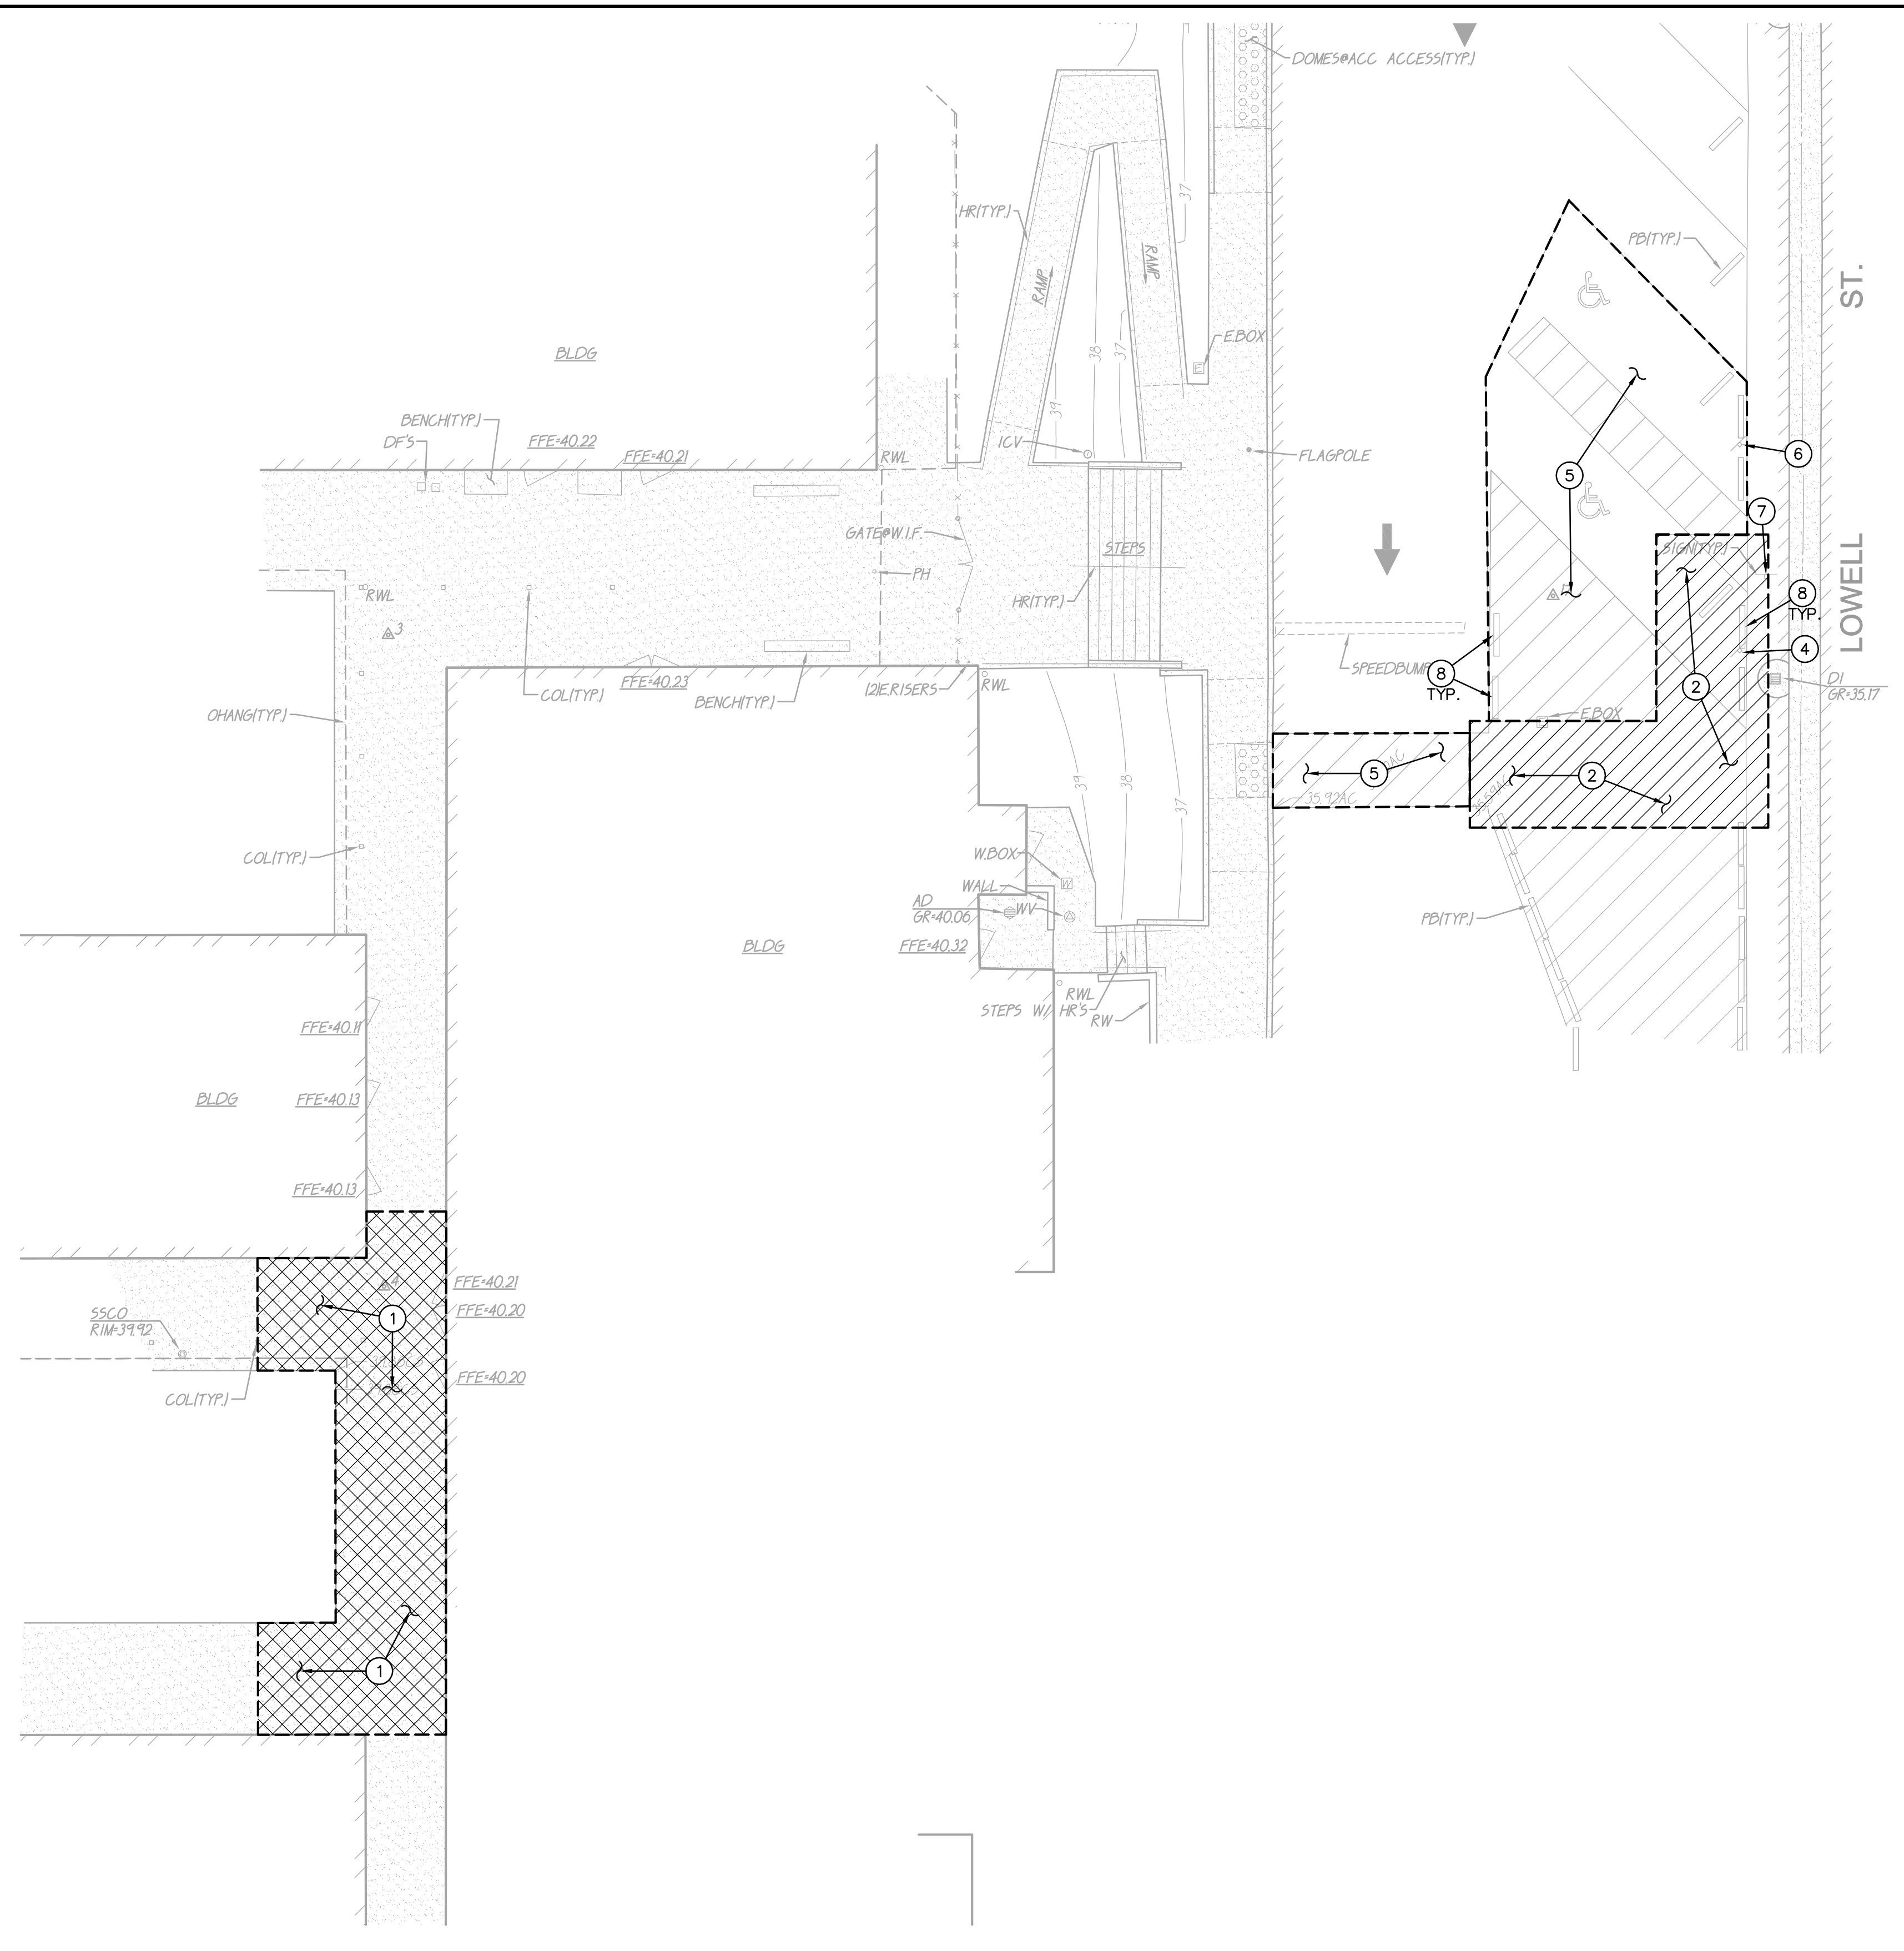 DOMES@ACC ACCESS(TYP.)
HR(TYP.)
37
PB(TYP.)
ST.
RAMP
RAMP
E.BOX
E
BLDG
38
37
39
5
BENCH(TYP.)
DF'S
FFE=40.22
FFE=40.21
RWL
ICV
FLAGPOLE
6
7
GATE@W.I.F.
STEPS
SIGN(TYP.)
LOWELL
PH
RWL
HR(TYP.)
8
TYP.
3
4
SPEEDBUMP
8
TYP.
FFE=40.23
COL(TYP.)
BENCH(TYP.)
(2)E.RISERS
RWL
2
DI
GR=35.17
OHANG(TYP.)
E.BOX
39
38
37
5
2
35.92AC
COL(TYP.)
W.BOX
WALL
AD
GR=40.06
WV
W
PB(TYP.)
BLDG
FFE=40.32
RWL
STEPS W/ HR'S
RW
FFE=40.11
BLDG
FFE=40.13
FFE=40.13
4
FFE=40.21
FFE=40.20
SSCO
RIM=39.92
1
FFE=40.20
COL(TYP.)
1